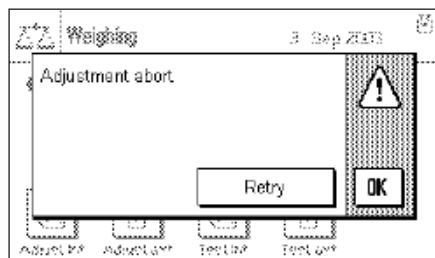 Weighing 3. Sep 2003
Adjustment abort
Retry
OK
Adjust.int Adjust.ext Test int Test ext